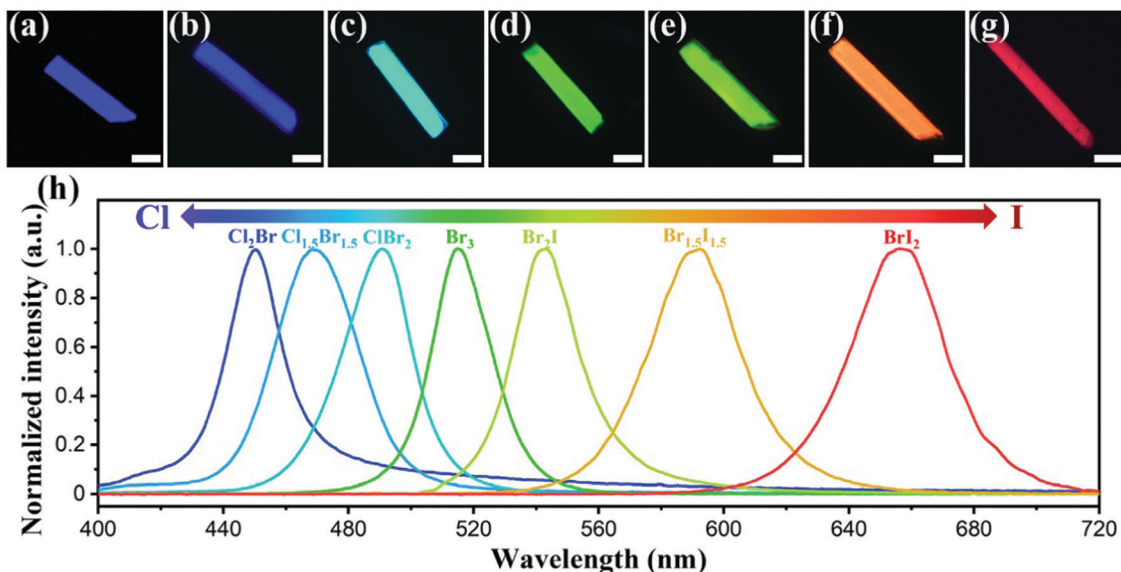 (a) (b) (c) (d) (e) (f) (g)
(h)
Cl I
Cl₂Br Cl₁.₅Br₁.₅ ClBr₂ Br₃ Br₂I Br₁.₅I₁.₅ BrI₂
Normalized intensity (a.u.)
1.0
0.8
0.6
0.4
0.2
0
400 440 480 520 560 600 640 680 720
Wavelength (nm)